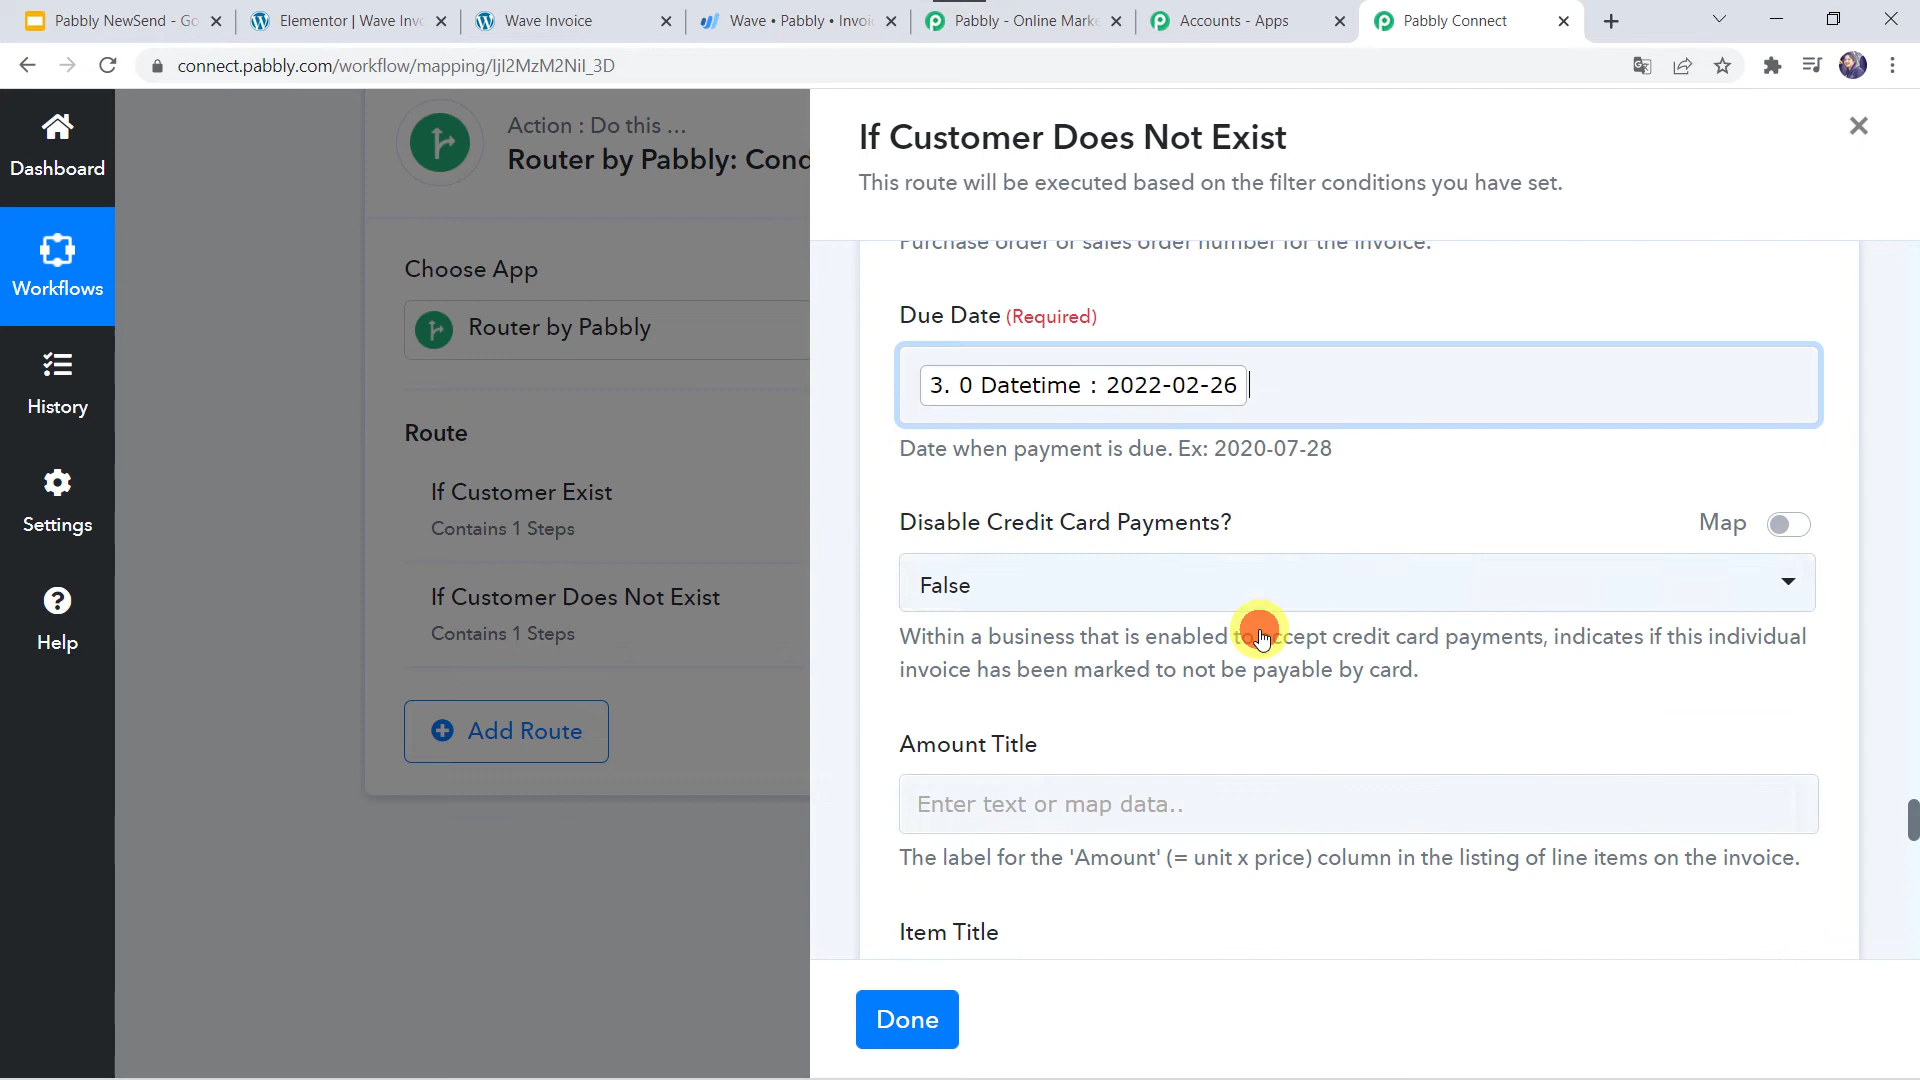 Pabbly NewSend - Go
Elementor | Wave Inv
Wave Invoice
Wave • Pabbly • Invoi
Pabbly - Online Mark
Accounts - Apps
Pabbly Connect
connect.pabbly.com/workflow/mapping/IjI2MzM2NiI_3D
Dashboard
Workflows
History
Settings
Help
Action : Do this ...
Router by Pabbly: Cond
Choose App
Router by Pabbly
Route
If Customer Exist
Contains 1 Steps
If Customer Does Not Exist
Contains 1 Steps
Add Route
If Customer Does Not Exist
This route will be executed based on the filter conditions you have set.
Purchase order or sales order number for the invoice.
Due Date (Required)
3. 0 Datetime : 2022-02-26
Date when payment is due. Ex: 2020-07-28
Disable Credit Card Payments?
Map
False
Within a business that is enabled to accept credit card payments, indicates if this individual
invoice has been marked to not be payable by card.
Amount Title
Enter text or map data..
The label for the 'Amount' (= unit x price) column in the listing of line items on the invoice.
Item Title
Done